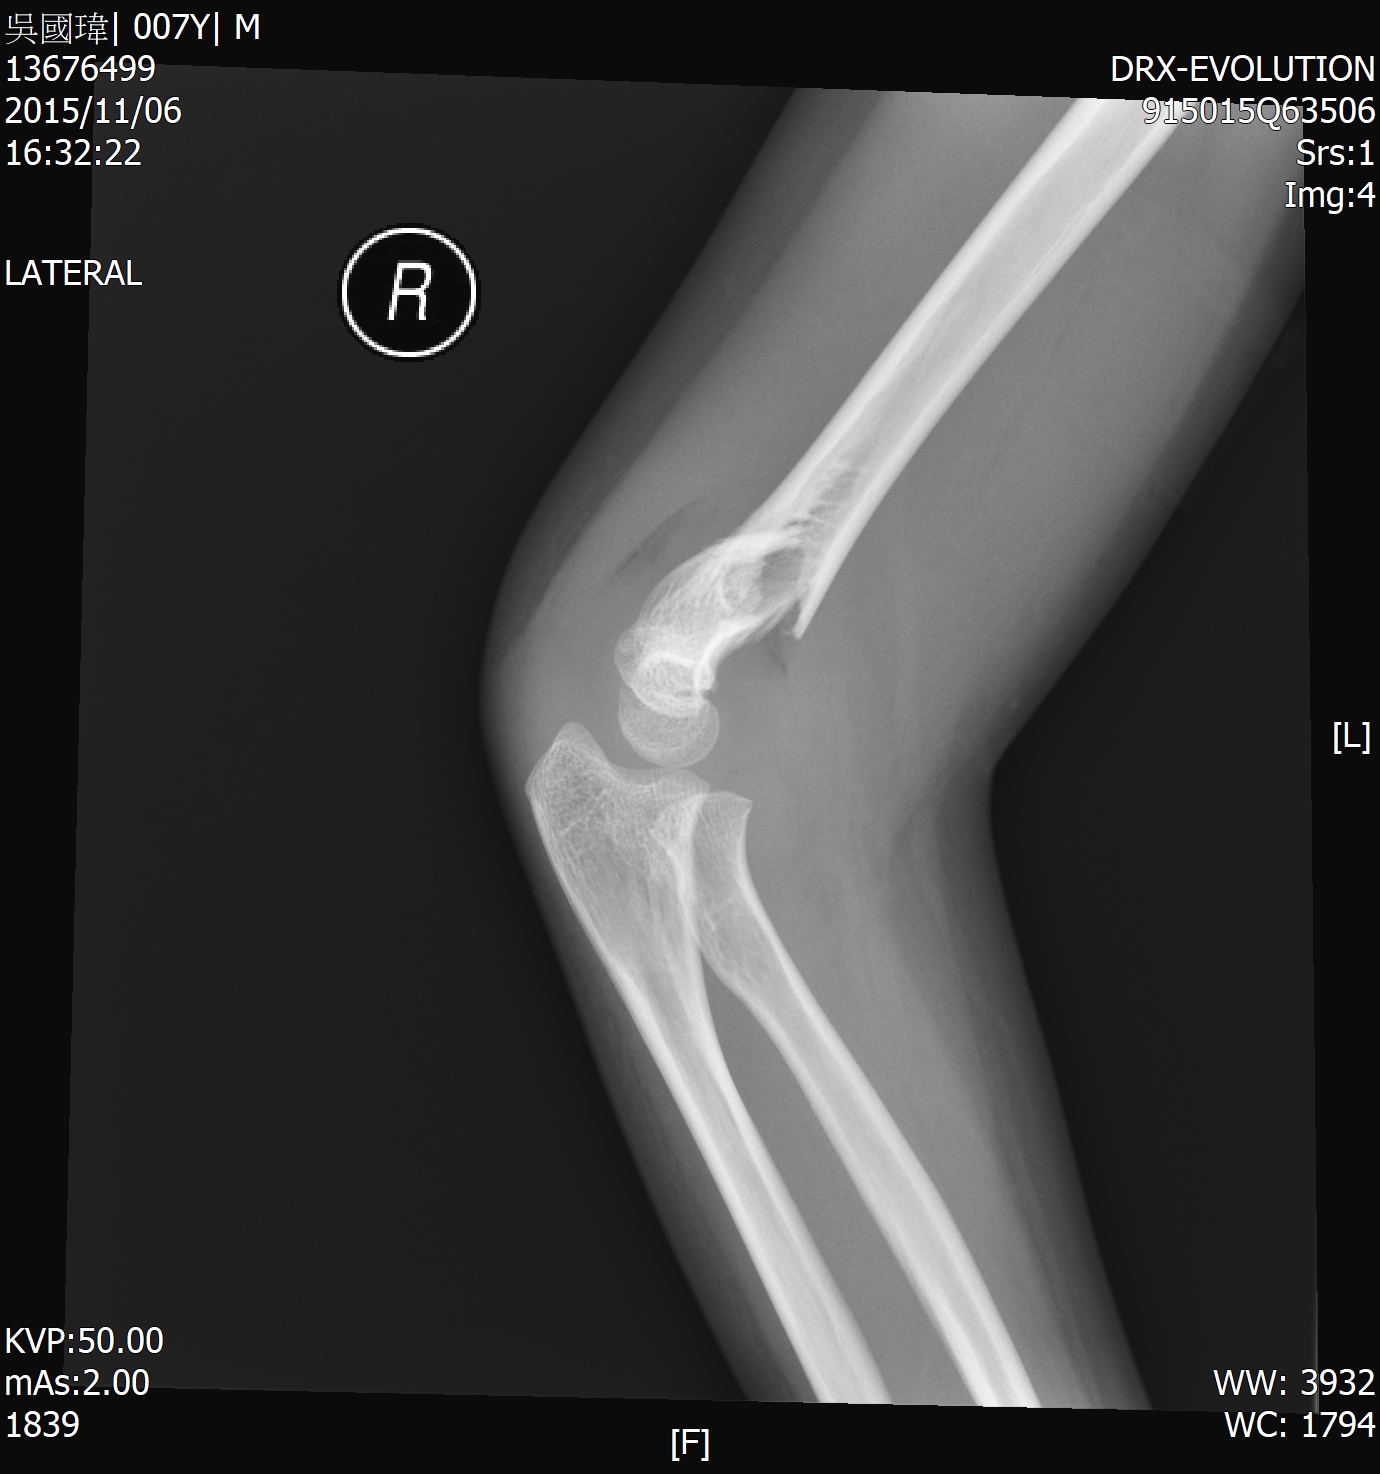 吳國瑋| 007Y| M
13676499
2015/11/06
16:32:22
LATERAL
DRX-EVOLUTION
915015Q63506
Srs:1
Img:4
R
[L]
KVP:50.00
mAs:2.00
1839
[F]
WW: 3932
WC: 1794